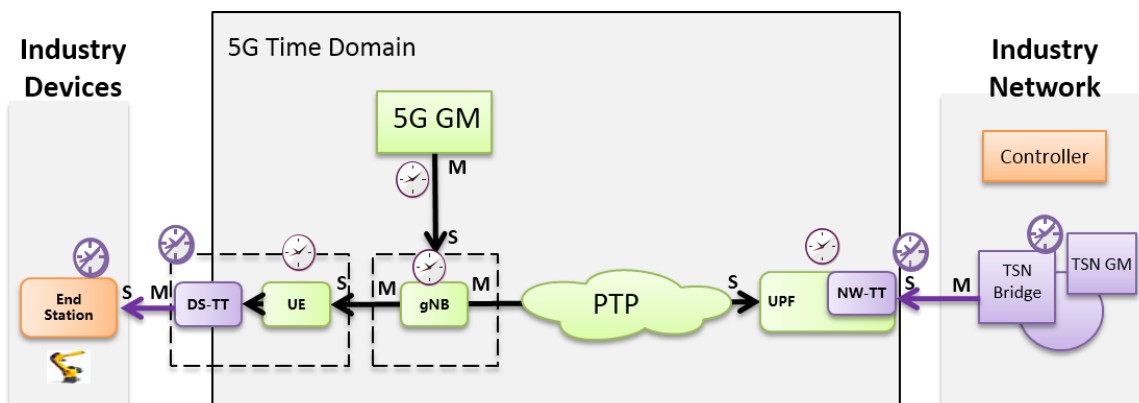 Industry
Devices
5G Time Domain
Industry
Network
5G GM
M
Controller
S
TSN GM
TSN
Bridge
End
Station
S
M
DS-TT
UE
S
M
gNB
M
PTP
S
UPF
NW-TT
S
M